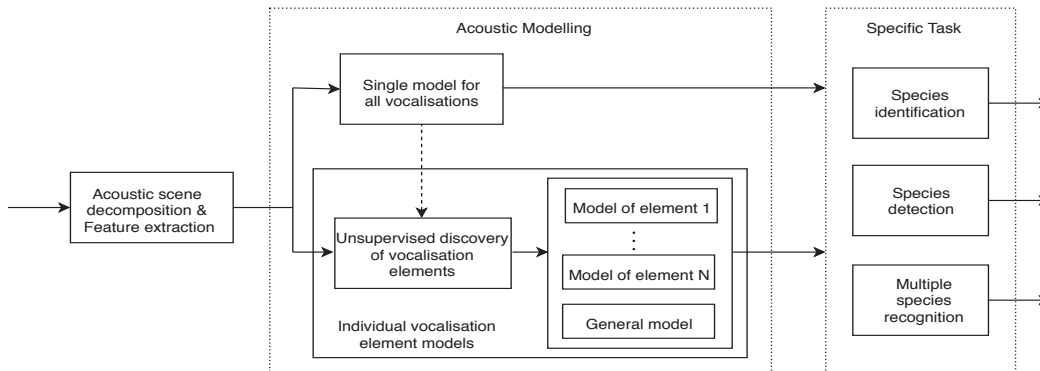 Acoustic Modelling
Specific Task
Single model for
all vocalisations
Species
identification
Acoustic scene
decomposition &
Feature extraction
Unsupervised discovery
of vocalisation
elements
Model of element 1
Model of element N
General model
Individual vocalisation
element models
Species
detection
Multiple
species
recognition